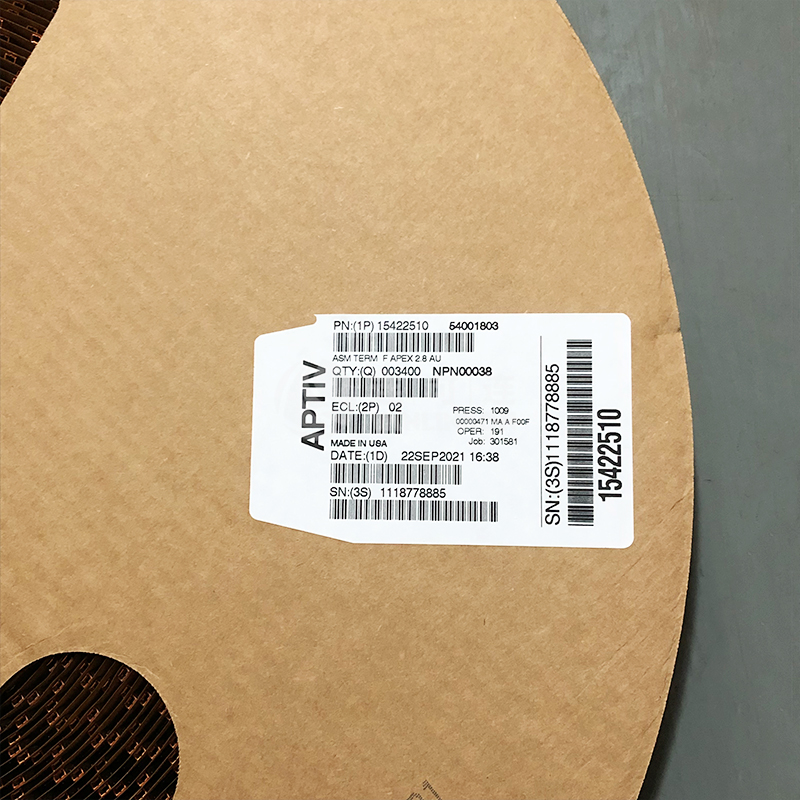 APTIV
PN:(1P) 15422510 54001803
ASM TERM F APEX 2.8 AU
QTY:(Q) 003400 NPN00038
ECL:(2P) 02
PRESS: 1009
00000471 MA A F00F
OPER: 191
Job: 301581
MADE IN USA
DATE:(1D) 22SEP2021 16:38
SN:(3S) 1118778885
SN:(3S)1118778885
15422510